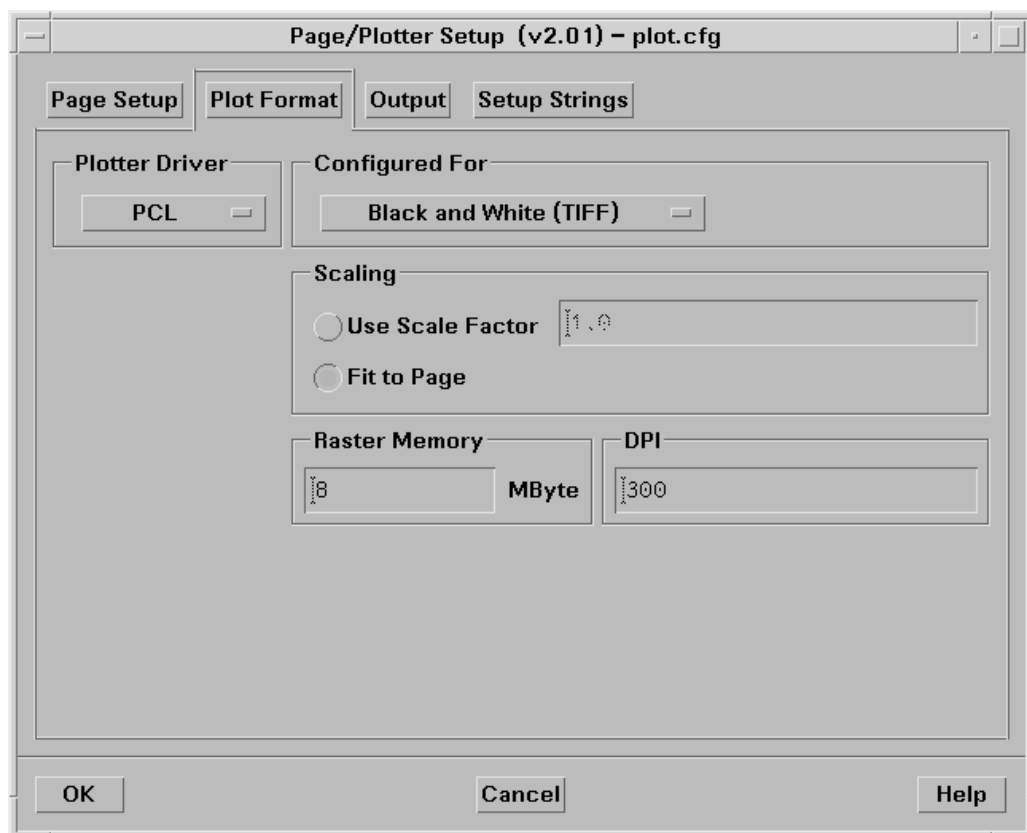 Page/Plotter Setup (v2.01) – plot.cfg
Page Setup Plot Format Output Setup Strings
Plotter Driver Configured For
PCL Black and White (TIFF)
Scaling
Use Scale Factor 1.0
Fit to Page
Raster Memory DPI
8 MByte 300
OK Cancel Help